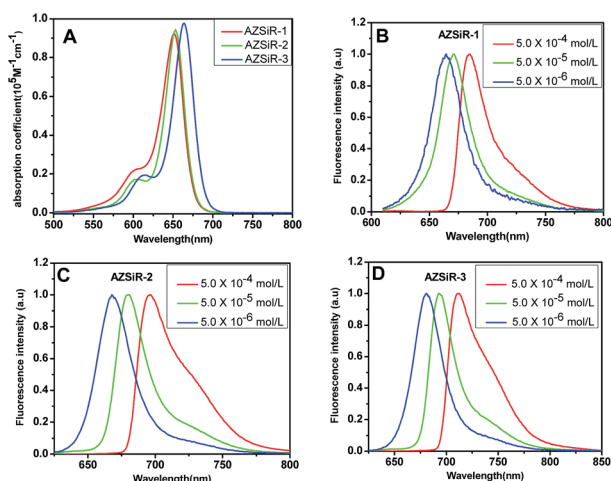 A
AZSiR-1
AZSiR-2
AZSiR-3
absorption coefficient(10⁵M⁻¹cm⁻¹)
1.0
0.8
0.6
0.4
0.2
0.0
500 550 600 650 700 750 800
Wavelength(nm)
B
AZSiR-1
5.0 X 10⁻⁴ mol/L
5.0 X 10⁻⁵ mol/L
5.0 X 10⁻⁶ mol/L
Fluorescence intensity (a.u)
1.2
1.0
0.8
0.6
0.4
0.2
0.0
600 650 700 750 800
Wavelength(nm)
C
AZSiR-2
5.0 X 10⁻⁴ mol/L
5.0 X 10⁻⁵ mol/L
5.0 X 10⁻⁶ mol/L
Fluorescence intensity (a.u)
1.2
1.0
0.8
0.6
0.4
0.2
0.0
650 700 750 800
Wavelength(nm)
D
AZSiR-3
5.0 X 10⁻⁴ mol/L
5.0 X 10⁻⁵ mol/L
5.0 X 10⁻⁶ mol/L
Fluorescence intensity (a.u)
1.2
1.0
0.8
0.6
0.4
0.2
0.0
650 700 750 800 850
Wavelength(nm)